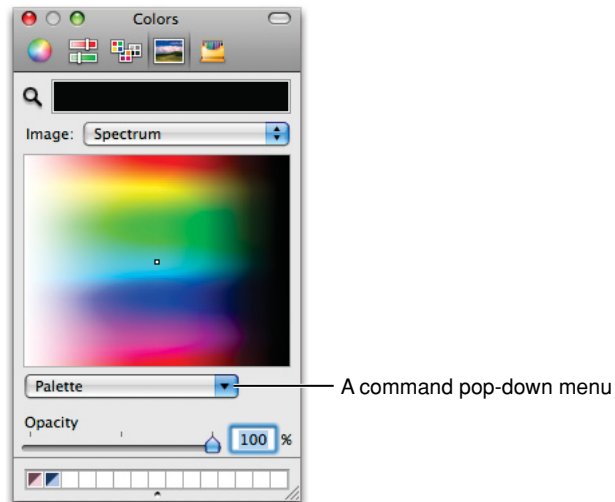 Colors
Image: Spectrum
Palette
A command pop-down menu
Opacity
100 %